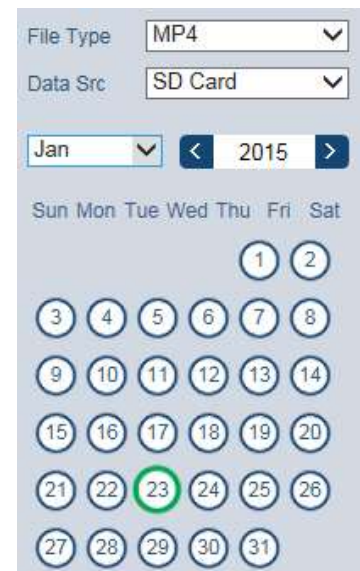 File Type MP4
Data Src SD Card
Jan 2015
Sun Mon Tue Wed Thu Fri Sat
1 2
3 4 5 6 7 8
9 10 11 12 13 14
15 16 17 18 19 20
21 22 23 24 25 26
27 28 29 30 31